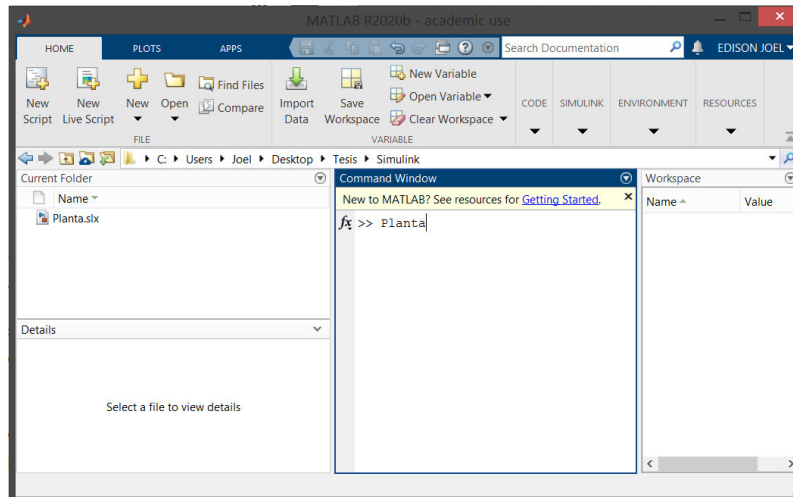 MATLAB R2020b - academic use
HOME PLOTS APPS Search Documentation EDISON JOEL
New Script
New Live Script
New
Open
Find Files
Compare
FILE
Import Data
Save Workspace
New Variable
Open Variable
Clear Workspace
VARIABLE
CODE
SIMULINK
ENVIRONMENT
RESOURCES
C: Users Joel Desktop Tesis Simulink
Current Folder
Name
Planta.slx
Details
Select a file to view details
Command Window
New to MATLAB? See resources for Getting Started.
fx >> Planta
Workspace
Name Value